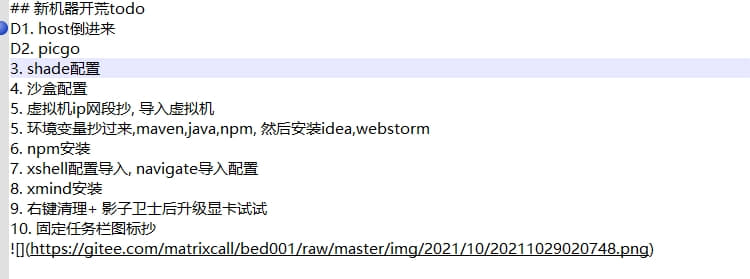 ## 新机器开荒todo
D1. host倒进来
D2. picgo
3. shade配置
4. 沙盒配置
5. 虚拟机ip网段抄, 导入虚拟机
5. 环境变量抄过来,maven,java,npm, 然后安装idea,webstorm
6. npm安装
7. xshell配置导入, navigate导入配置
8. xmind安装
9. 右键清理+ 影子卫士后升级显卡试试
10. 固定任务栏图标抄
![](https://gitee.com/matrixcall/bed001/raw/master/img/2021/10/20211029020748.png)